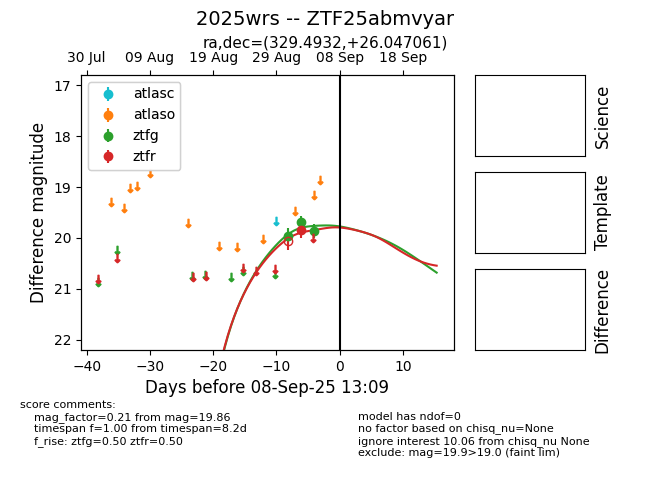 2025wrs -- ZTF25abmvyar
ra,dec=(329.4932,+26.047061)
30 Jul 09 Aug 19 Aug 29 Aug 08 Sep 18 Sep
17
18
19
20
21
22
Difference magnitude
atlasc
atlaso
ztfg
ztfr
−40 −30 −20 −10 0 10
Days before 08-Sep-25 13:09
Science
Template
Difference
score comments:
mag_factor=0.21 from mag=19.86
timespan f=1.00 from timespan=8.2d
f_rise: ztfg=0.50 ztfr=0.50
model has ndof=0
no factor based on chisq_nu=None
ignore interest 10.06 from chisq_nu None
exclude: mag=19.9>19.0 (faint lim)